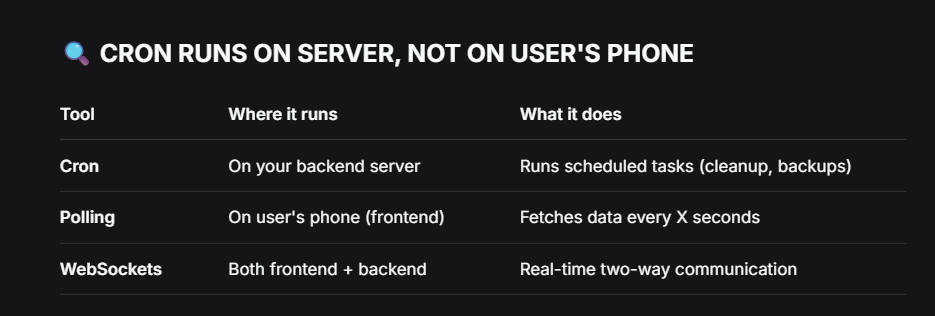 CRON RUNS ON SERVER, NOT ON USER'S PHONE
Tool Where it runs What it does
Cron On your backend server Runs scheduled tasks (cleanup, backups)
Polling On user's phone (frontend) Fetches data every X seconds
WebSockets Both frontend + backend Real-time two-way communication